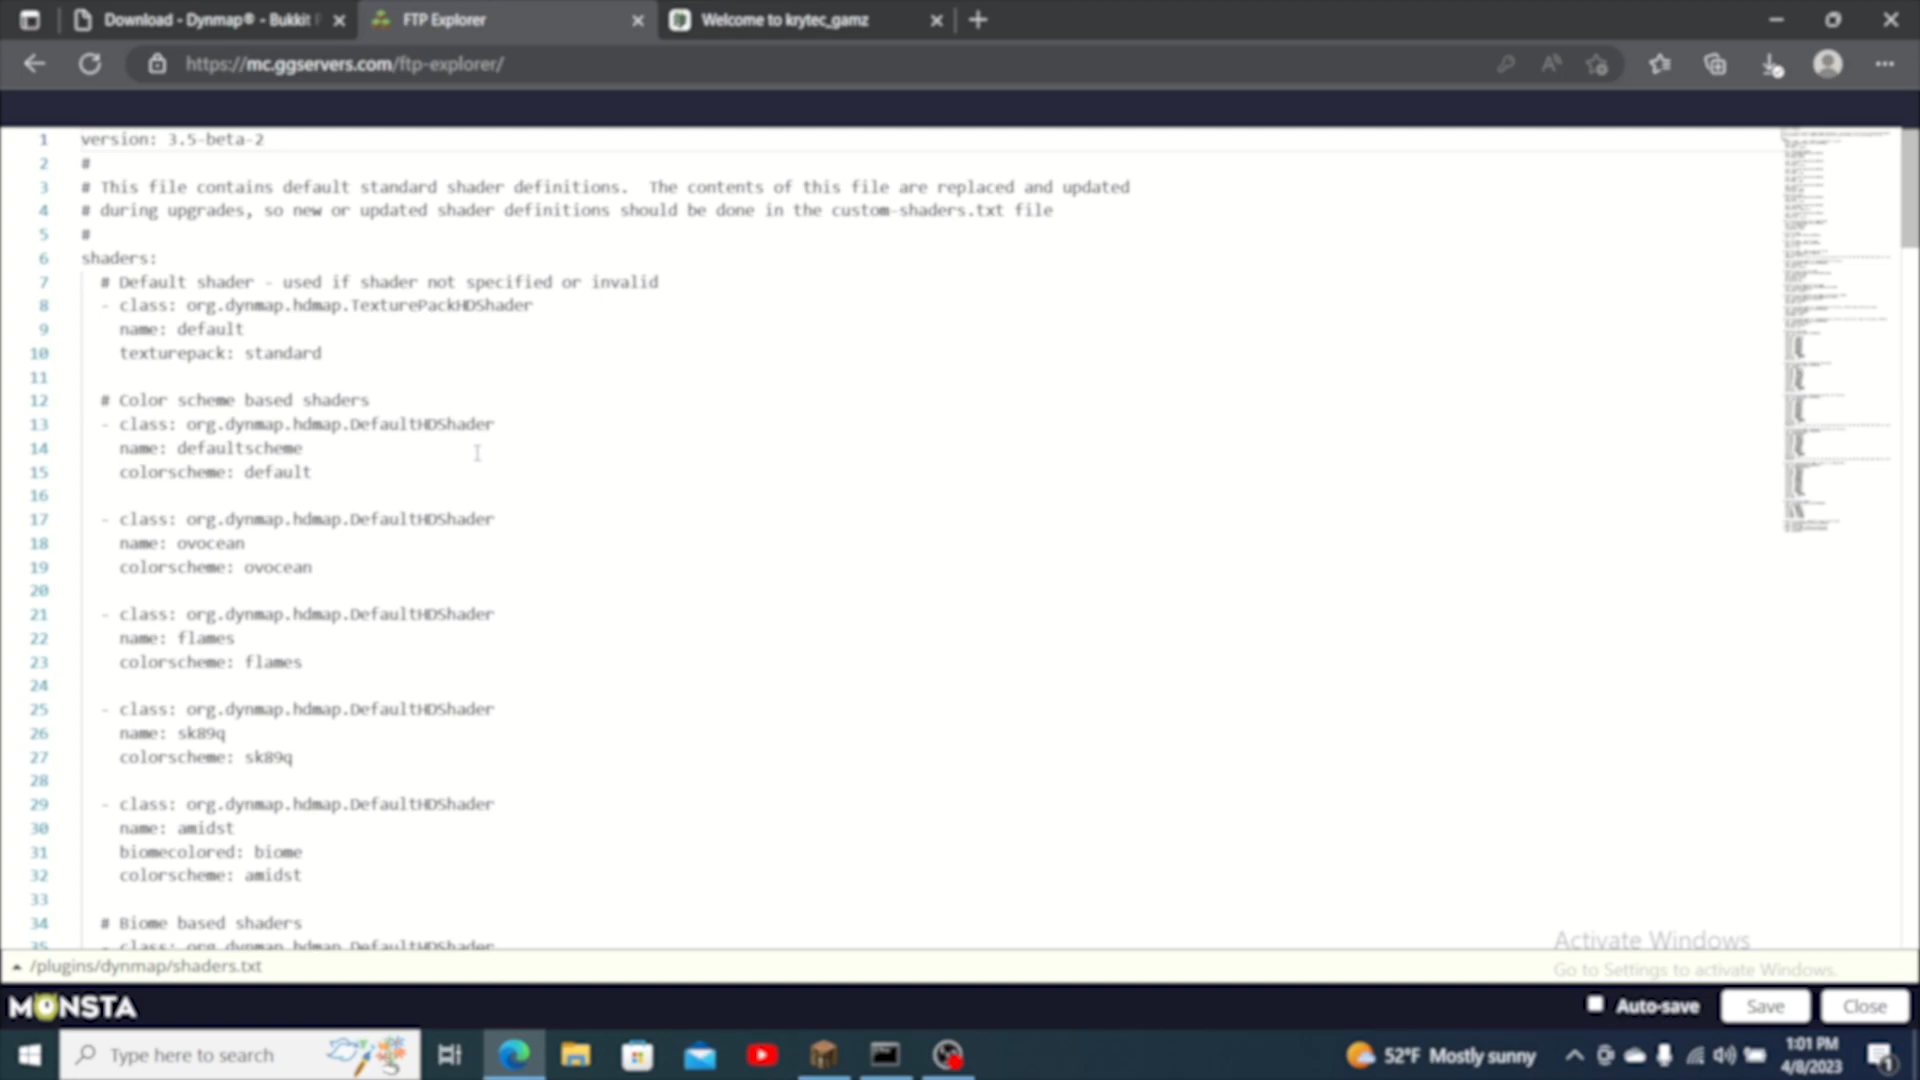 Download - Dynmap® - Bukkit
FTP Explorer
Welcome to krytec_gamz
https://mc.ggservers.com/ftp-explorer/
1 version: 3.5-beta-2
2 #
3 # This file contains default standard shader definitions.  The contents of this file are replaced and updated
4 # during upgrades, so new or updated shader definitions should be done in the custom-shaders.txt file
5 #
6 shaders:
7 # Default shader - used if shader not specified or invalid
8 - class: org.dynmap.hdmap.TexturePackHDShader
9 name: default
10 texturepack: standard
11
12 # Color scheme based shaders
13 - class: org.dynmap.hdmap.DefaultHDShader
14 name: defaultscheme
15 colorscheme: default
16
17 - class: org.dynmap.hdmap.DefaultHDShader
18 name: ovocean
19 colorscheme: ovocean
20
21 - class: org.dynmap.hdmap.DefaultHDShader
22 name: flames
23 colorscheme: flames
24
25 - class: org.dynmap.hdmap.DefaultHDShader
26 name: sk89q
27 colorscheme: sk89q
28
29 - class: org.dynmap.hdmap.DefaultHDShader
30 name: amidst
31 biomecolored: biome
32 colorscheme: amidst
33
34 # Biome based shaders
35 - class: org.dynmap.hdmap.DefaultHDShader
Activate Windows
Go to Settings to activate Windows.
/plugins/dynmap/shaders.txt
MONSTA
Auto-save
Save
Close
Type here to search
52°F Mostly sunny
1:01 PM
4/8/2023
1